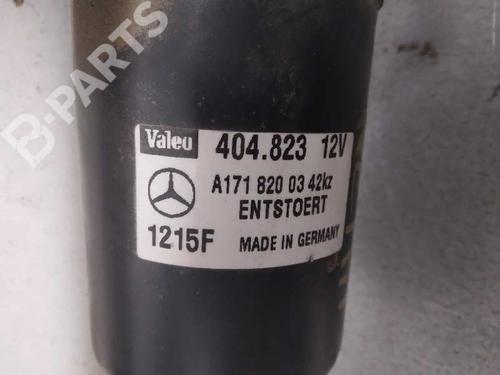 B-PARTS
Valeo 404.823 12V
A171 820 03 42kz
ENTSTOERT
1215F MADE IN GERMANY